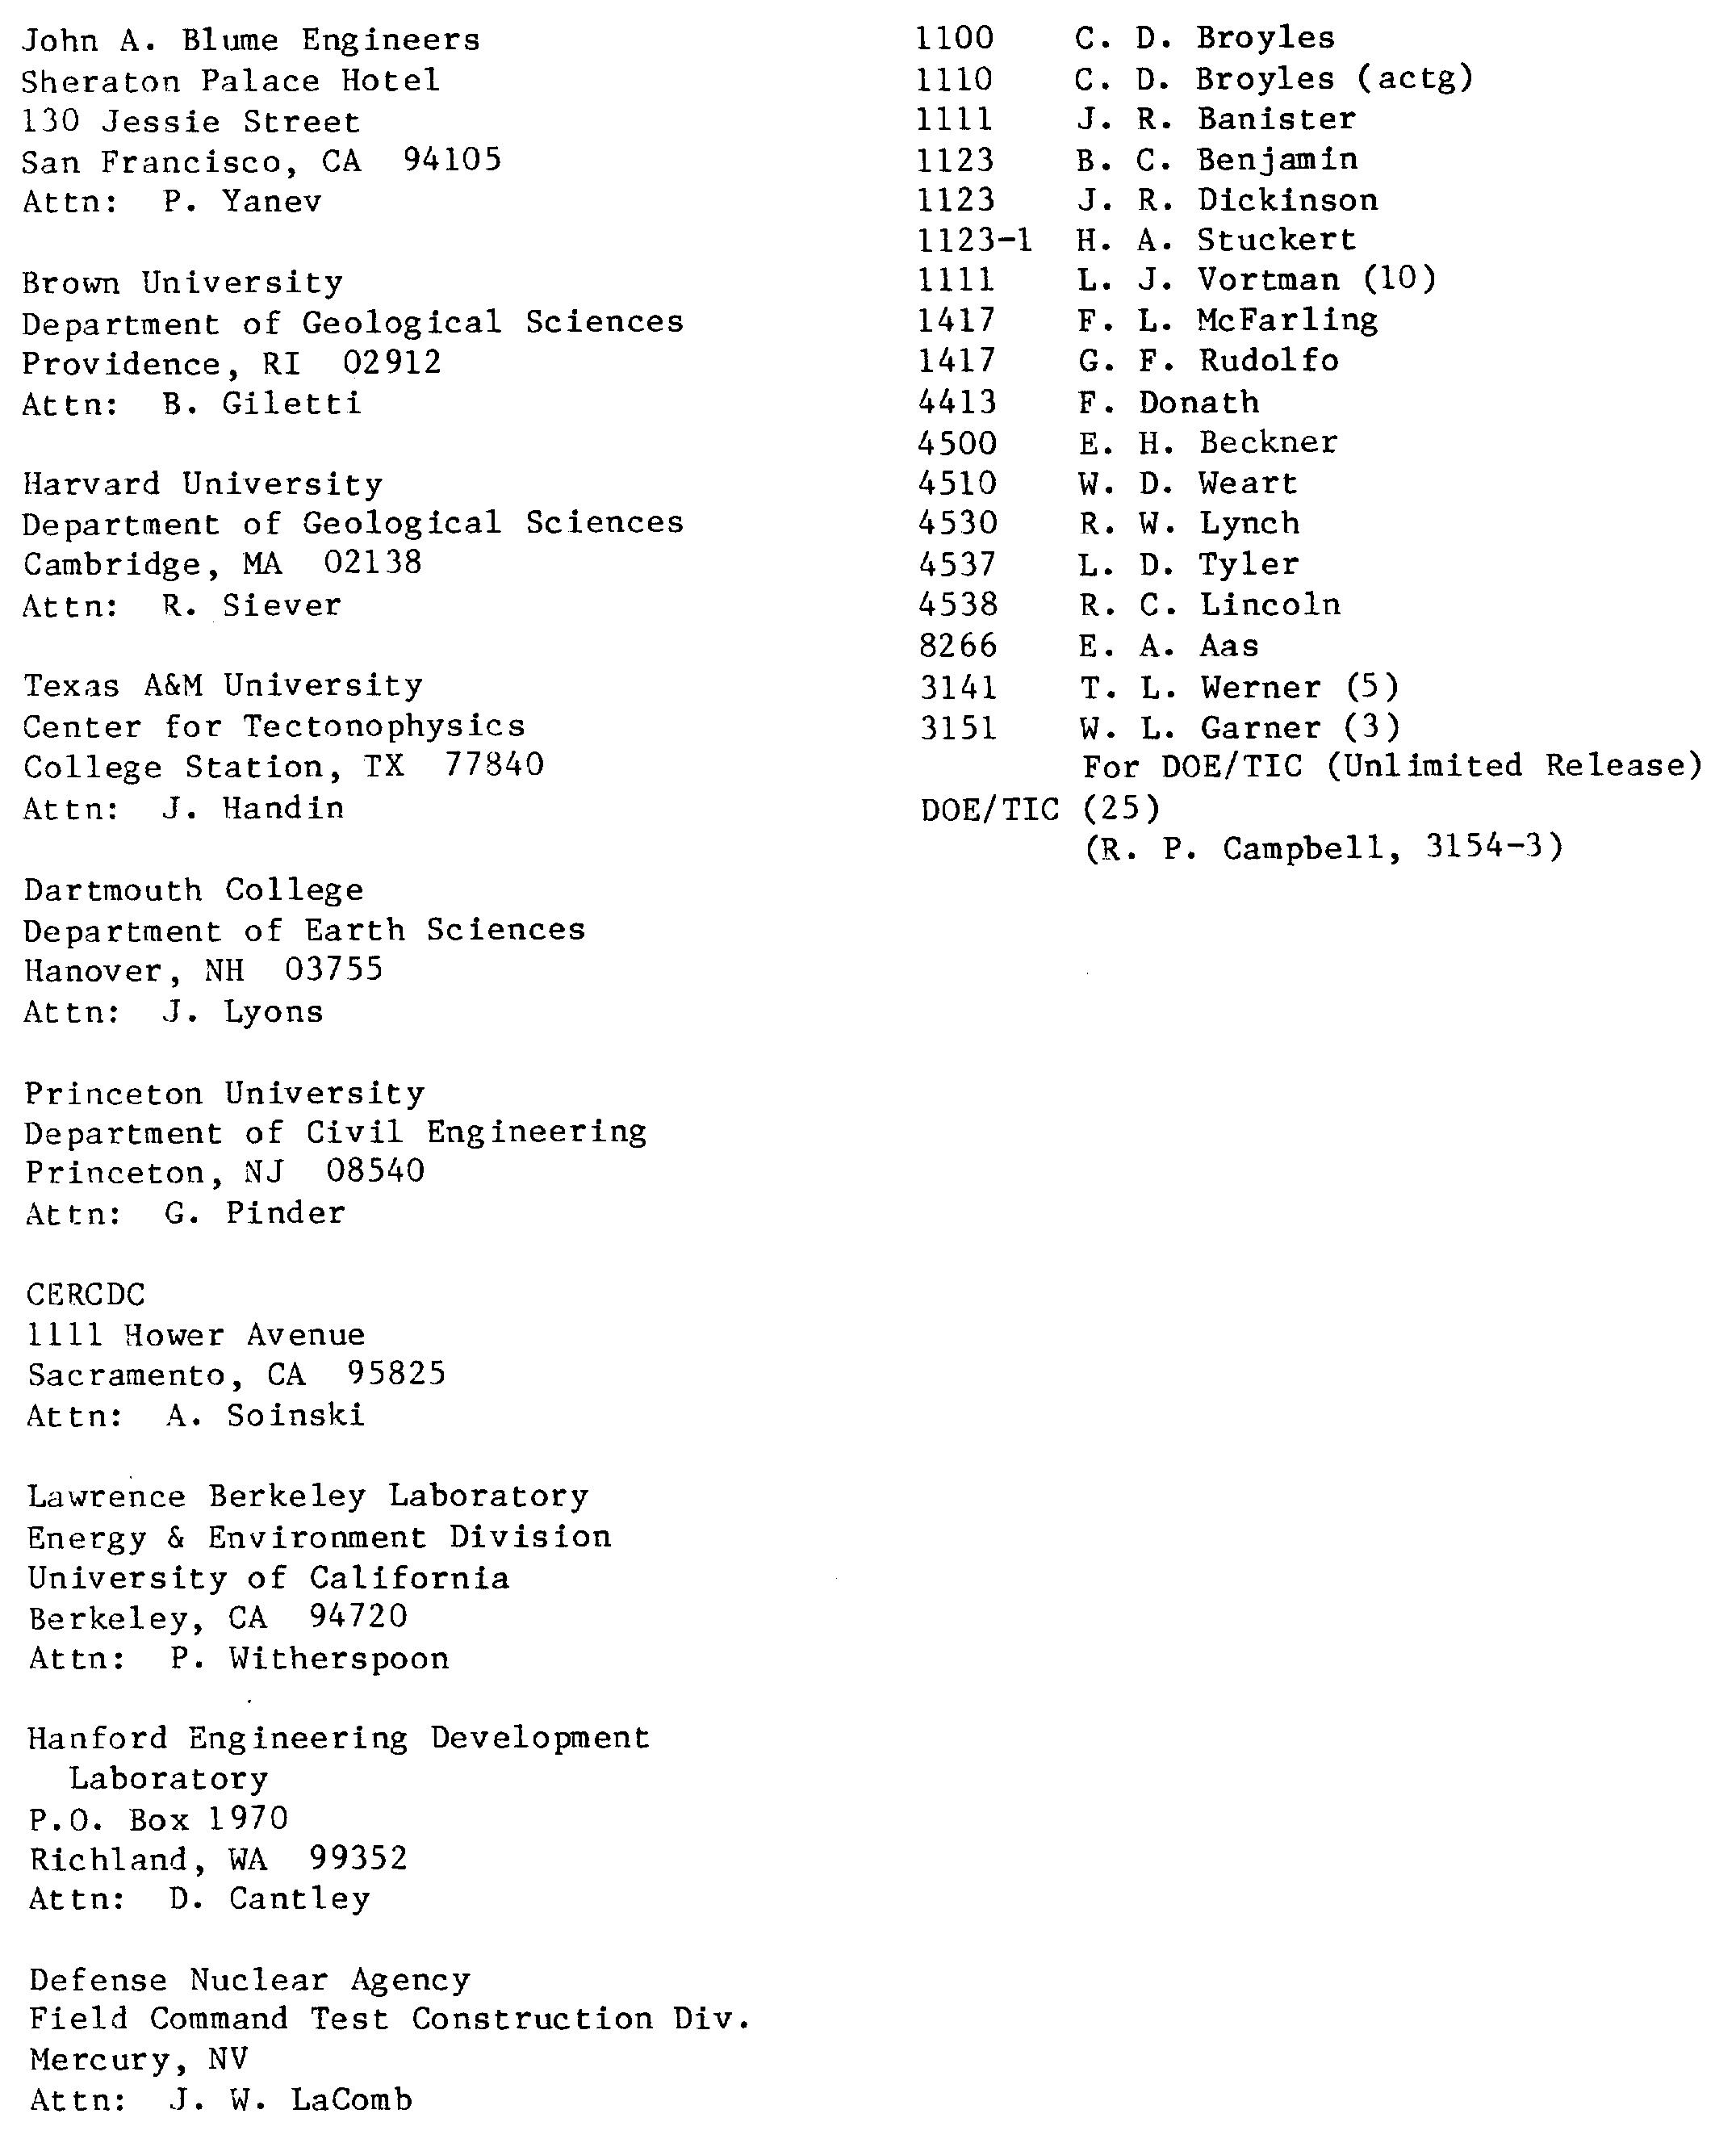 John A. Blume Engineers
Sheraton Palace Hotel
130 Jessie Street
San Francisco, CA 94105
Attn: P. Yanev

Brown University
Department of Geological Sciences
Providence, RI 02912
Attn: B. Giletti

Harvard University
Department of Geological Sciences
Cambridge, MA 02138
Attn: R. Siever

Texas A&M University
Center for Tectonophysics
College Station, TX 77840
Attn: J. Handin

Dartmouth College
Department of Earth Sciences
Hanover, NH 03755
Attn: J. Lyons

Princeton University
Department of Civil Engineering
Princeton, NJ 08540
Attn: G. Pinder

CERCDC
1111 Hower Avenue
Sacramento, CA 95825
Attn: A. Soinski

Lawrence Berkeley Laboratory
Energy & Environment Division
University of California
Berkeley, CA 94720
Attn: P. Witherspoon

Hanford Engineering Development
Laboratory
P.O. Box 1970
Richland, WA 99352
Attn: D. Cantley

Defense Nuclear Agency
Field Command Test Construction Div.
Mercury, NV
Attn: J. W. LaComb

1100 C. D. Broyles
1110 C. D. Broyles (actg)
1111 J. R. Banister
1123 B. C. Benjamin
1123 J. R. Dickinson
1123-1 H. A. Stuckert
1111 L. J. Vortman (10)
1417 F. L. McFarling
1417 G. F. Rudolfo
4413 F. Donath
4500 E. H. Beckner
4510 W. D. Weart
4530 R. W. Lynch
4537 L. D. Tyler
4538 R. C. Lincoln
8266 E. A. Aas
3141 T. L. Werner (5)
3151 W. L. Garner (3)
For DOE/TIC (Unlimited Release)
DOE/TIC (25)
(R. P. Campbell, 3154-3)